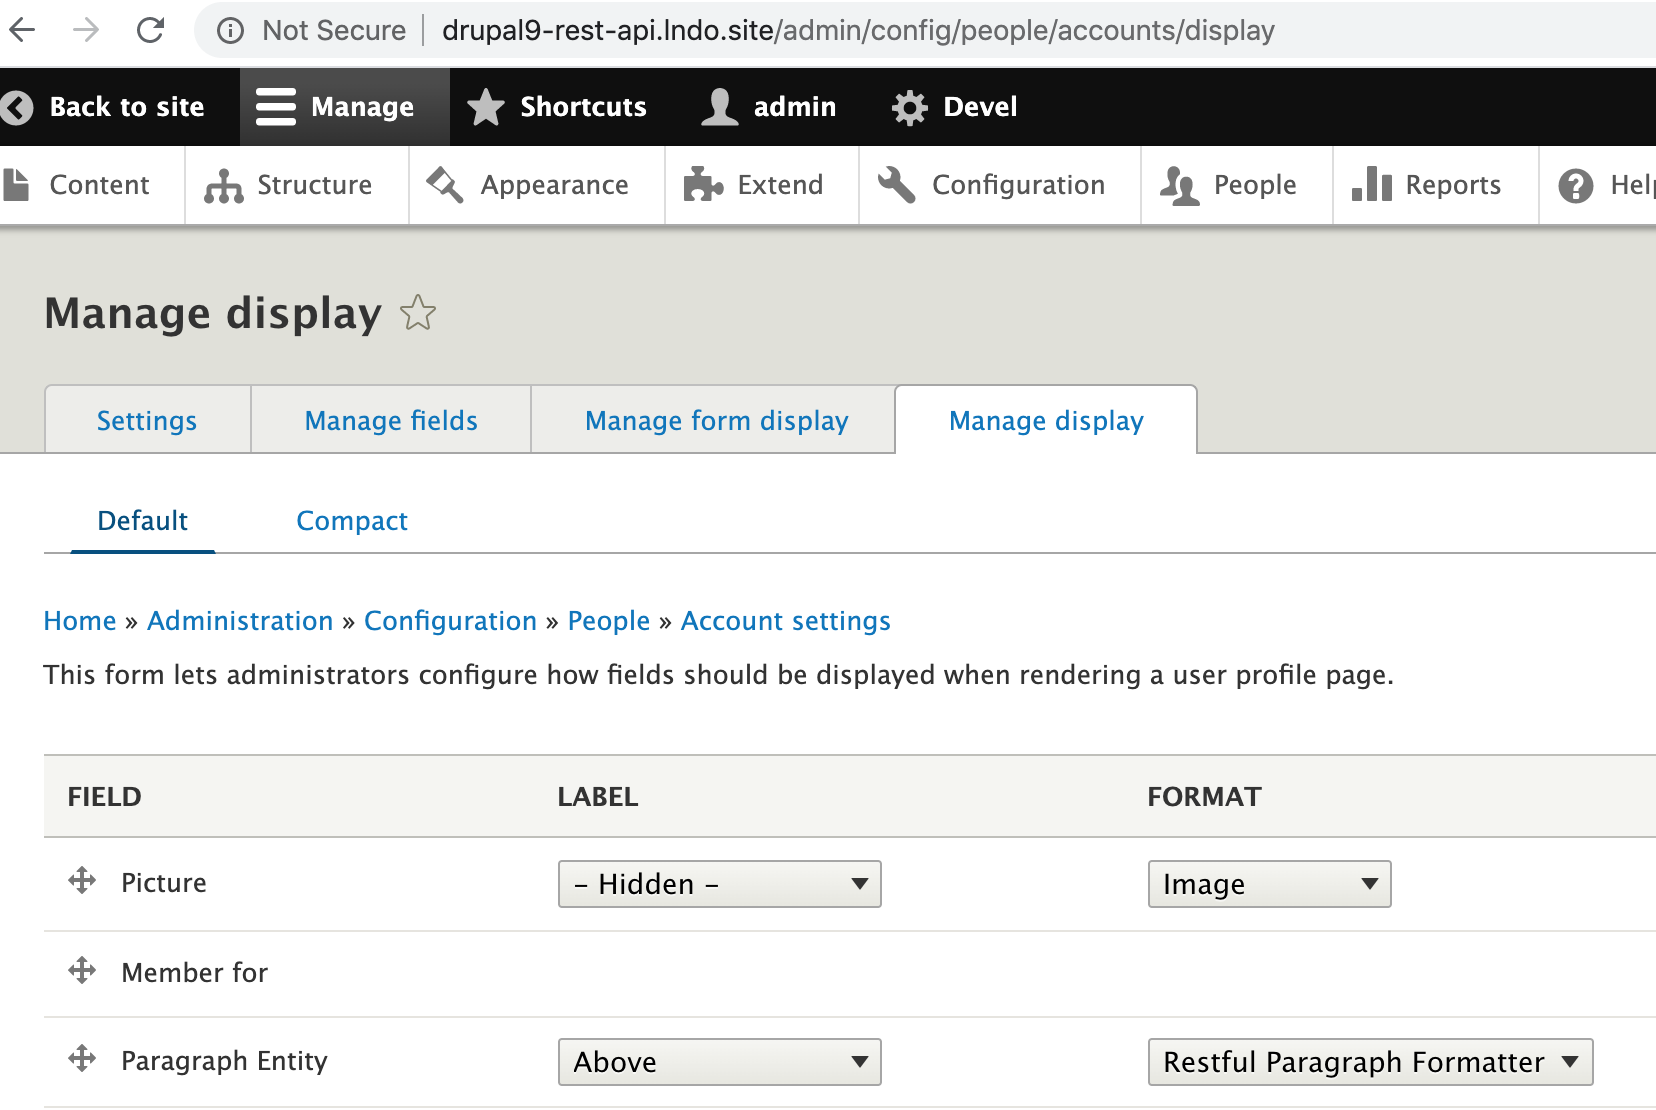 Not Secure drupal9-rest-api.lndo.site/admin/config/people/accounts/display
Back to site Manage Shortcuts admin Devel
Content Structure Appearance Extend Configuration People Reports
Manage display
Settings Manage fields Manage form display Manage display
Default Compact
Home » Administration » Configuration » People » Account settings
This form lets administrators configure how fields should be displayed when rendering a user profile page.
FIELD LABEL FORMAT
Picture - Hidden - Image
Member for
Paragraph Entity Above Restful Paragraph Formatter